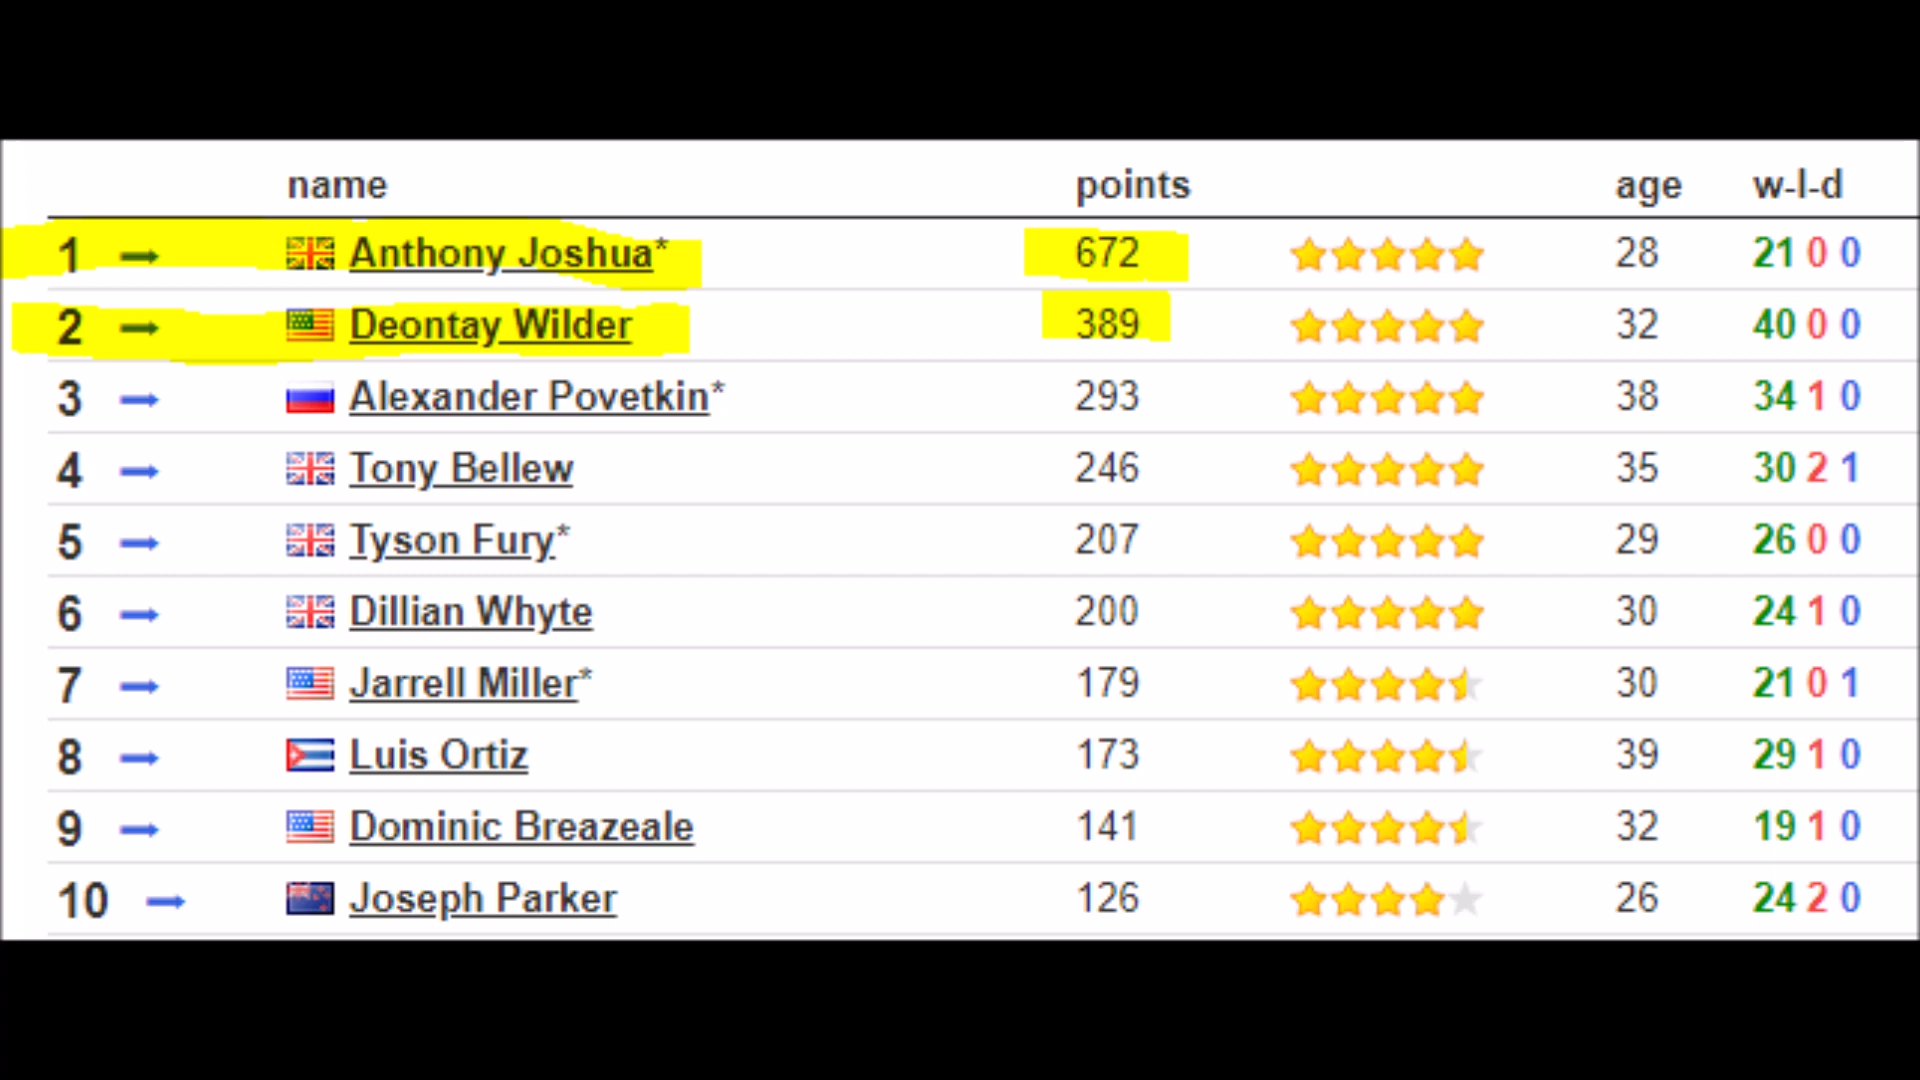 name points age w-l-d
1 Anthony Joshua* 672 28 21 0 0
2 Deontay Wilder 389 32 40 0 0
3 Alexander Povetkin* 293 38 34 1 0
4 Tony Bellew 246 35 30 2 1
5 Tyson Fury* 207 29 26 0 0
6 Dillian Whyte 200 30 24 1 0
7 Jarrell Miller* 179 30 21 0 1
8 Luis Ortiz 173 39 29 1 0
9 Dominic Breazeale 141 32 19 1 0
10 Joseph Parker 126 26 24 2 0